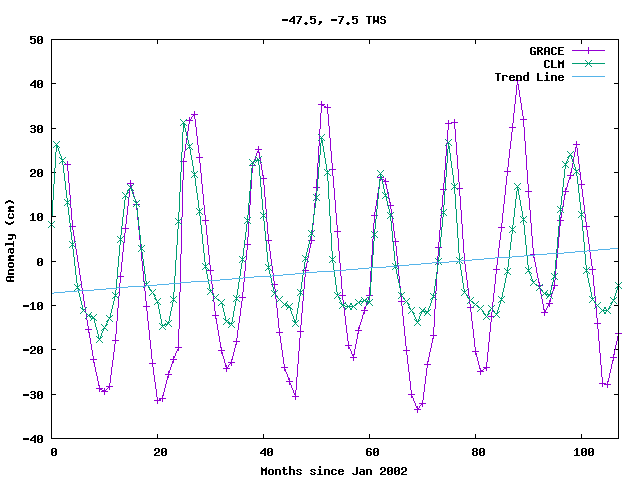 -47.5, -7.5 TWS
GRACE
CLM
Trend Line
50
40
30
20
10
0
-10
-20
-30
-40
Anomaly (cm)
0 20 40 60 80 100
Months since Jan 2002